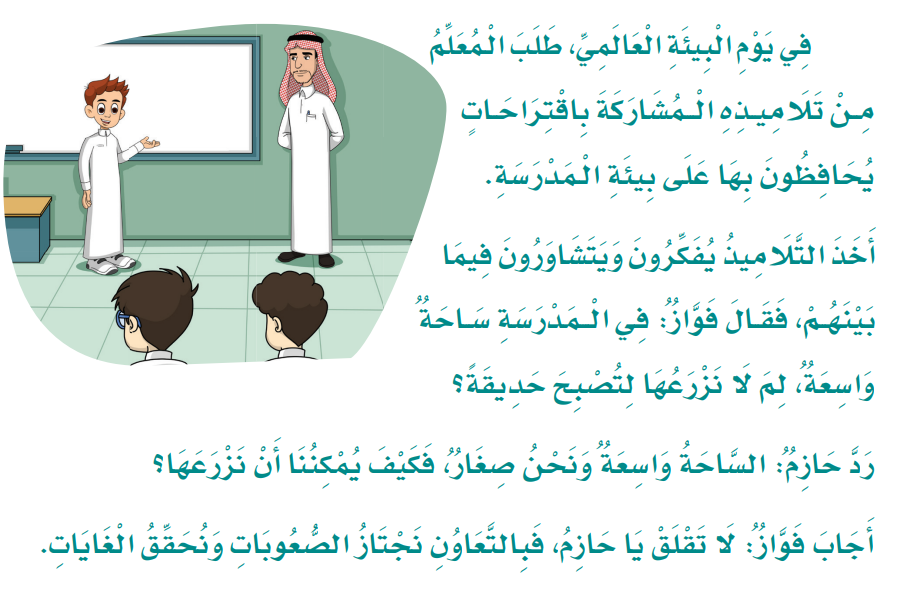 فِي يَوْمِ الْبِيئَةِ الْعَالَمِيِّ، طَلَبَ الْمُعَلِّمُ
مِنْ تَلَامِيذِهِ الْمُشَارَكَةَ بِاقْتِرَاحَاتٍ
يُحَافِظُونَ بِهَا عَلَى بِيئَةِ الْمَدْرَسَةِ.
أَخَذَ التَّلَامِيذُ يُفَكِّرُونَ وَيَتَشَاوَرُونَ فِيمَا
بَيْنَهُمْ، فَقَالَ فَوَّازٌ: فِي الْمَدْرَسَةِ سَاحَةٌ
وَاسِعَةٌ، لِمَ لَا نَزْرَعُهَا لِتُصْبِحَ حَدِيقَةً؟
رَدَّ حَازِمٌ: السَّاحَةُ وَاسِعَةٌ وَنَحْنُ صِغَارٌ، فَكَيْفَ يُمْكِنُنَا أَنْ نَزْرَعَهَا؟
أَجَابَ فَوَّازٌ: لَا تَقْلَقْ يَا حَازِمُ، فَبِالتَّعَاوُنِ نَجْتَازُ الصُّعُوبَاتِ وَنُحَقِّقُ الْغَايَاتِ.